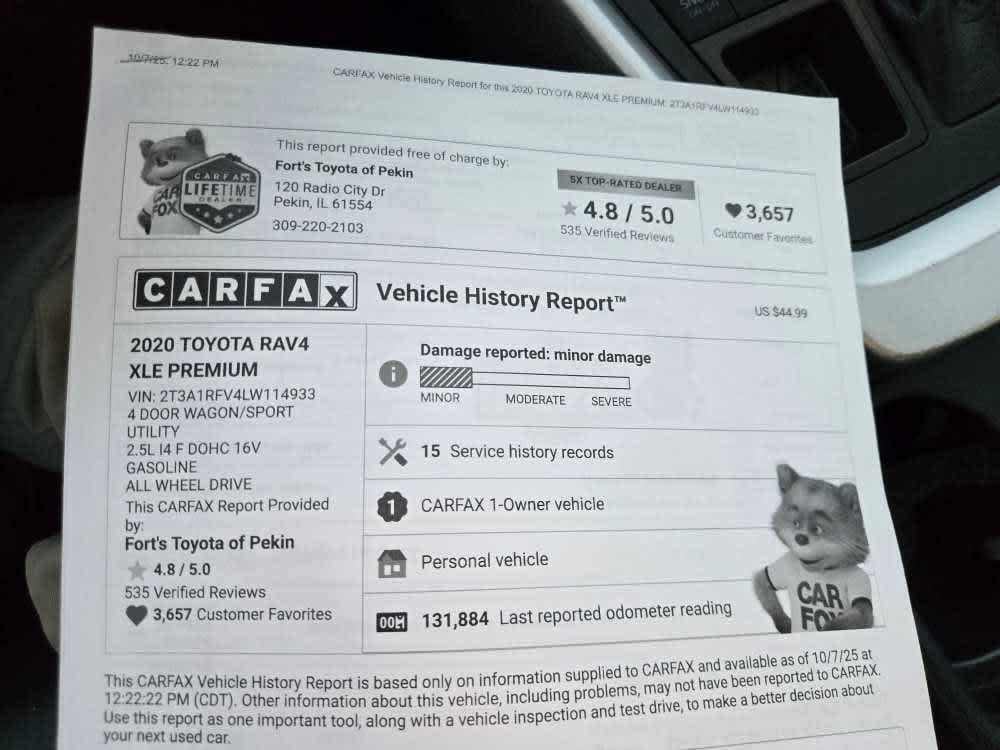 10/7/25, 12:22 PM
CARFAX Vehicle History Report for this 2020 TOYOTA RAV4 XLE PREMIUM: 2T3A1RFV4LW114933
CARFAX
LIFETIME
DEALER
CAR
FOX
This report provided free of charge by:
Fort's Toyota of Pekin
120 Radio City Dr
Pekin, IL 61554
309-220-2103
5X TOP-RATED DEALER
4.8 / 5.0
535 Verified Reviews
3,657
Customer Favorites
CARFAX
Vehicle History Report™
US $44.99
2020 TOYOTA RAV4
XLE PREMIUM
VIN: 2T3A1RFV4LW114933
4 DOOR WAGON/SPORT
UTILITY
2.5L I4 F DOHC 16V
GASOLINE
ALL WHEEL DRIVE
This CARFAX Report Provided
by:
Fort's Toyota of Pekin
4.8 / 5.0
535 Verified Reviews
3,657 Customer Favorites
i
Damage reported: minor damage
MINOR MODERATE SEVERE
15 Service history records
1
CARFAX 1-Owner vehicle
Personal vehicle
131,884 Last reported odometer reading
CAR
FOX
This CARFAX Vehicle History Report is based only on information supplied to CARFAX and available as of 10/7/25 at
12:22:22 PM (CDT). Other information about this vehicle, including problems, may not have been reported to CARFAX.
Use this report as one important tool, along with a vehicle inspection and test drive, to make a better decision about
your next used car.